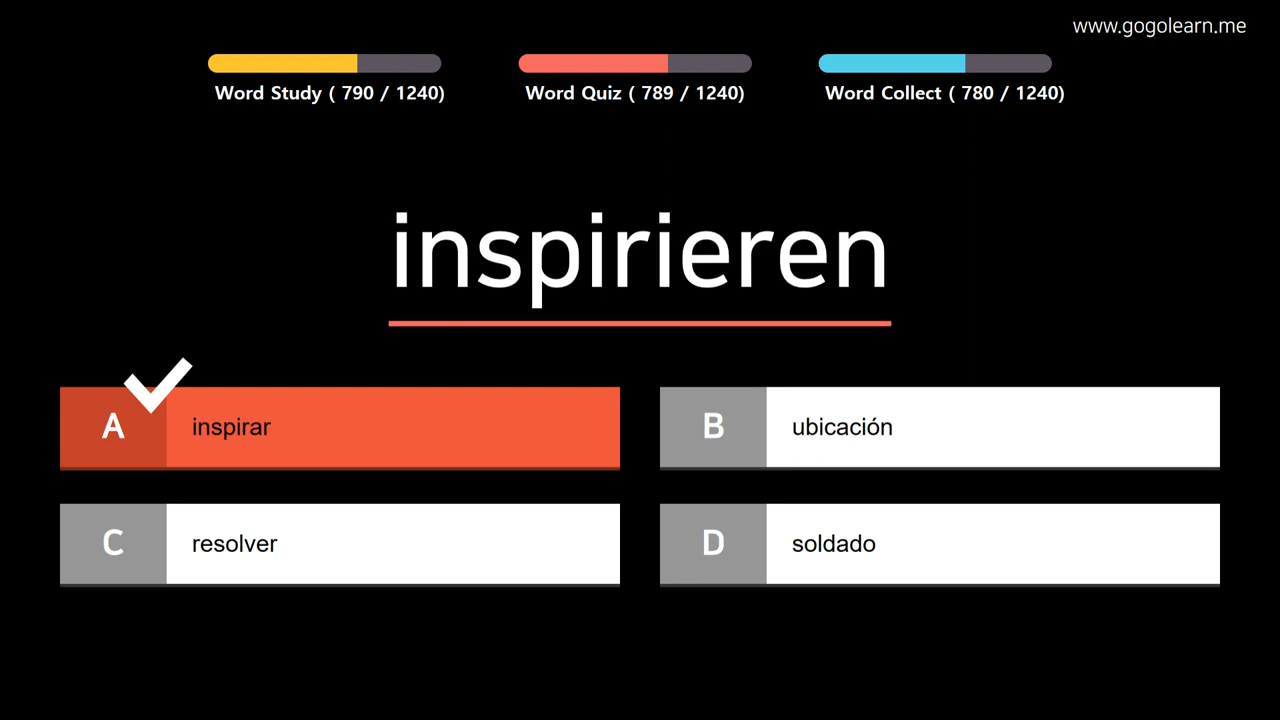 www.gogolearn.me
Word Study ( 790 / 1240)
Word Quiz ( 789 / 1240)
Word Collect ( 780 / 1240)
inspirieren
A inspirar
B ubicación
C resolver
D soldado